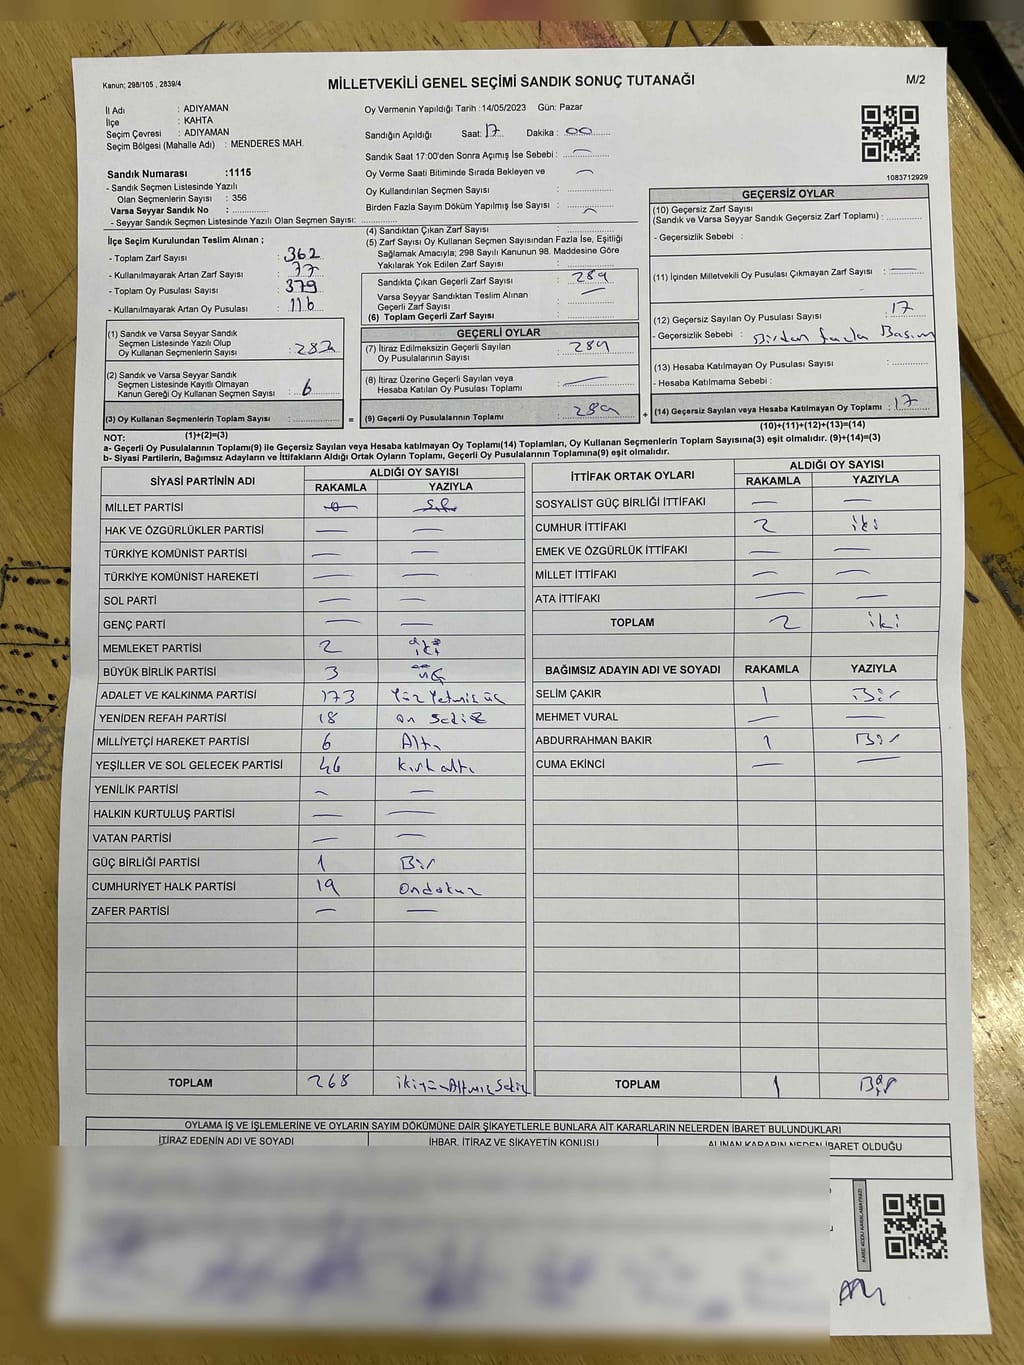 Kanun; 298/105 , 2839/4
MİLLETVEKİLİ GENEL SEÇİMİ SANDIK SONUÇ TUTANAĞI
M/2
İl Adı : ADIYAMAN
İlçe : KAHTA
Seçim Çevresi : ADIYAMAN
Seçim Bölgesi (Mahalle Adı) : MENDERES MAH.
Oy Vermenin Yapıldığı Tarih : 14/05/2023 Gün: Pazar
Sandığın Açıldığı Saat: 17 Dakika : 00
Sandık Saat 17:00'den Sonra Açımış İse Sebebi : —
Oy Verme Saati Bitiminde Sırada Bekleyen ve
Oy Kullandırılan Seçmen Sayısı —
Birden Fazla Sayım Döküm Yapılmış İse Sayısı : —
1083712929
Sandık Numarası :1115
- Sandık Seçmen Listesinde Yazılı
Olan Seçmenlerin Sayısı : 356
Varsa Seyyar Sandık No :
- Seyyar Sandık Seçmen Listesinde Yazılı Olan Seçmen Sayısı:
İlçe Seçim Kurulundan Teslim Alınan ;
- Toplam Zarf Sayısı : 362
- Kullanılmayarak Artan Zarf Sayısı : 77
- Toplam Oy Pusulası Sayısı : 379
- Kullanılmayarak Artan Oy Pusulası : 116
(1) Sandık ve Varsa Seyyar Sandık
Seçmen Listesinde Yazılı Olup
Oy Kullanan Seçmenlerin Sayısı :
(2) Sandık ve Varsa Seyyar Sandık
Seçmen Listesinde Kayıtlı Olmayan
Kanun Gereği Oy Kullanan Seçmen Sayısı : 6
(3) Oy Kullanan Seçmenlerin Toplam Sayısı :
(1)+(2)=(3)
(4) Sandıktan Çıkan Zarf Sayısı :
(5) Zarf Sayısı Oy Kullanan Seçmen Sayısından Fazla İse, Eşitliği
Sağlamak Amacıyla; 298 Sayılı Kanunun 98. Maddesine Göre
Yakılarak Yok Edilen Zarf Sayısı :
Sandıkta Çıkan Geçerli Zarf Sayısı : 289
Varsa Seyyar Sandıktan Teslim Alınan
Geçerli Zarf Sayısı : —
(6) Toplam Geçerli Zarf Sayısı :
GEÇERLİ OYLAR
(7) İtiraz Edilmeksizin Geçerli Sayılan
Oy Pusulalarının Sayısı : 289
(8) İtiraz Üzerine Geçerli Sayılan veya
Hesaba Katılan Oy Pusulası Toplamı : —
= (9) Geçerli Oy Pusulalarının Toplamı : 289 +
GEÇERSİZ OYLAR
(10) Geçersiz Zarf Sayısı
(Sandık ve Varsa Seyyar Sandık Geçersiz Zarf Toplamı) :
- Geçersizlik Sebebi :
(11) İçinden Milletvekili Oy Pusulası Çıkmayan Zarf Sayısı : —
(12) Geçersiz Sayılan Oy Pusulası Sayısı : 17
- Geçersizlik Sebebi : Birden fazla Basım
(13) Hesaba Katılmayan Oy Pusulası Sayısı :
- Hesaba Katılmama Sebebi :
(14) Geçersiz Sayılan veya Hesaba Katılmayan Oy Toplamı : 17
(10)+(11)+(12)+(13)=(14)
NOT:
a- Geçerli Oy Pusulalarının Toplamı(9) ile Geçersiz Sayılan veya Hesaba katılmayan Oy Toplamı(14) Toplamları, Oy Kullanan Seçmenlerin Toplam Sayısına(3) eşit olmalıdır. (9)+(14)=(3)
b- Siyasi Partilerin, Bağımsız Adayların ve İttifakların Aldığı Ortak Oyların Toplamı, Geçerli Oy Pusulalarının Toplamına(9) eşit olmalıdır.
SİYASİ PARTİNİN ADI
ALDIĞI OY SAYISI
RAKAMLA YAZIYLA
MİLLET PARTİSİ
HAK VE ÖZGÜRLÜKLER PARTİSİ — —
TÜRKİYE KOMÜNİST PARTİSİ — —
TÜRKİYE KOMÜNİST HAREKETİ — —
SOL PARTİ — —
GENÇ PARTİ — —
MEMLEKET PARTİSİ 2 iki
BÜYÜK BİRLİK PARTİSİ 3 üç
ADALET VE KALKINMA PARTİSİ 173 Yüz Yetmiş üç
YENİDEN REFAH PARTİSİ 18 on Sekiz
MİLLİYETÇİ HAREKET PARTİSİ 6 Altı
YEŞİLLER VE SOL GELECEK PARTİSİ 46 Kırkaltı
YENİLİK PARTİSİ — —
HALKIN KURTULUŞ PARTİSİ — —
VATAN PARTİSİ — —
GÜÇ BİRLİĞİ PARTİSİ 1 Bir
CUMHURİYET HALK PARTİSİ 19 Ondokuz
ZAFER PARTİSİ — —
TOPLAM 268 ikiyüz Altmış Sekiz
İTTİFAK ORTAK OYLARI
ALDIĞI OY SAYISI
RAKAMLA YAZIYLA
SOSYALİST GÜÇ BİRLİĞİ İTTİFAKI — —
CUMHUR İTTİFAKI 2 iki
EMEK VE ÖZGÜRLÜK İTTİFAKI — —
MİLLET İTTİFAKI — —
ATA İTTİFAKI — —
TOPLAM 2 iki
BAĞIMSIZ ADAYIN ADI VE SOYADI RAKAMLA YAZIYLA
SELİM ÇAKIR 1 Bir
MEHMET VURAL — —
ABDURRAHMAN BAKIR 1 Bir
CUMA EKİNCİ — —
TOPLAM 1 Bir
OYLAMA İŞ VE İŞLEMLERİNE VE OYLARIN SAYIM DÖKÜMÜNE DAİR ŞİKAYETLERLE BUNLARA AİT KARARLARIN NELERDEN İBARET BULUNDUKLARI
İTİRAZ EDENİN ADI VE SOYADI İHBAR, İTİRAZ VE ŞİKAYETİN KONUSU ALINAN KARARIN NEDEN İBARET OLDUĞU